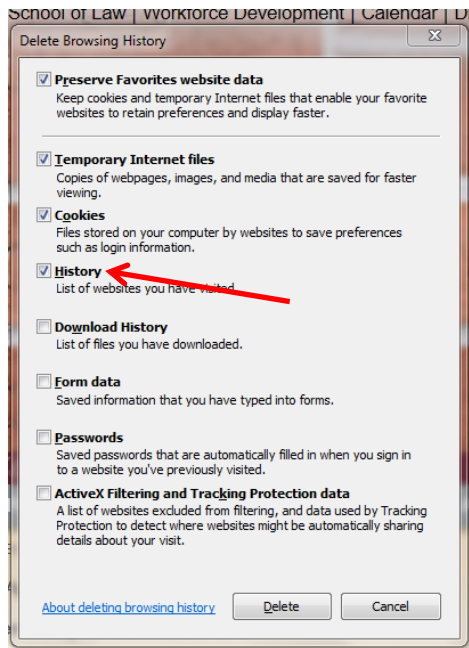 School of Law | Workforce Development | Calendar | D
Delete Browsing History
Preserve Favorites website data
Keep cookies and temporary Internet files that enable your favorite
websites to retain preferences and display faster.
Temporary Internet files
Copies of webpages, images, and media that are saved for faster
viewing.
Cookies
Files stored on your computer by websites to save preferences
such as login information.
History
List of websites you have visited.
Download History
List of files you have downloaded.
Form data
Saved information that you have typed into forms.
Passwords
Saved passwords that are automatically filled in when you sign in
to a website you've previously visited.
ActiveX Filtering and Tracking Protection data
A list of websites excluded from filtering, and data used by Tracking
Protection to detect where websites might be automatically sharing
details about your visit.
About deleting browsing history Delete Cancel